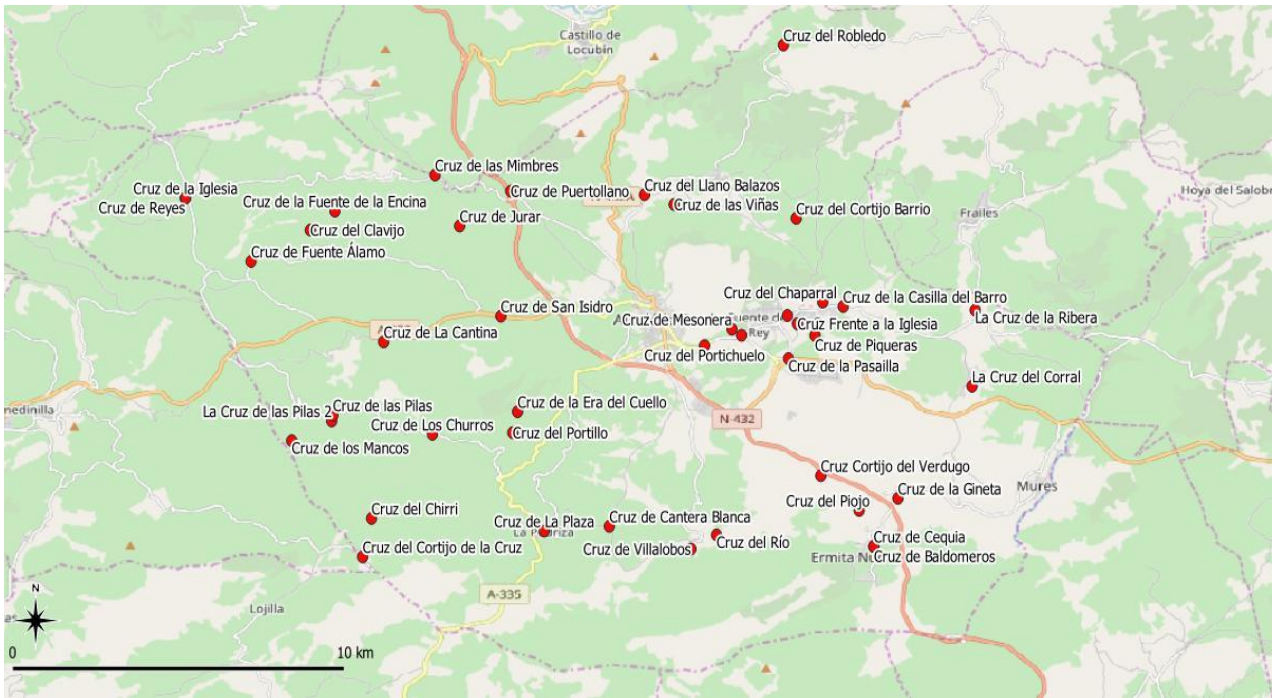 Castillo de
Locubín
Cruz del Robledo
Cruz de las Mimbres
Cruz de la Iglesia
Cruz de Puertollano
Cruz del Llano Balazos
Hoya del Salobr
Cruz de Reyes
Cruz de la Fuente de la Encina
Cruz de las Viñas
Cruz del Cortijo Barrio
Frailes
Cruz de Jurar
Cruz del Clavijo
Cruz de Fuente Álamo
Cruz de San Isidro
Cruz del Chaparral
Cruz de la Casilla del Barro
La Cruz de la Ribera
Cruz de Mesonera
Cruz Frente a la Iglesia
Rey
Cruz de La Cantina
Cruz de Piqueras
Cruz del Portichuelo
Cruz de la Pasailla
La Cruz del Corral
medinilla
La Cruz de las Pilas 2
Cruz de las Pilas
Cruz de la Era del Cuello
N-432
Cruz de Los Churros
Cruz del Portillo
Cruz de los Mancos
Cruz Cortijo del Verdugo
Mures
Cruz de la Gineta
Cruz del Piojo
Cruz del Chirri
Cruz de La Plaza
Cruz de Cantera Blanca
Cruz del Río
Cruz de Cequia
Cruz de Villalobos
Cruz del Cortijo de la Cruz
Ermita
Cruz de Baldomeros
A-335
Lojilla
N
0 10 km